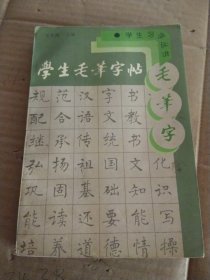 学生习
學生毛笔字帖
毛笔字
规范汉字书
配合语文教
继承传统书
弘扬祖国文化
巩固基础知识
能读还要能写
培养道德情操